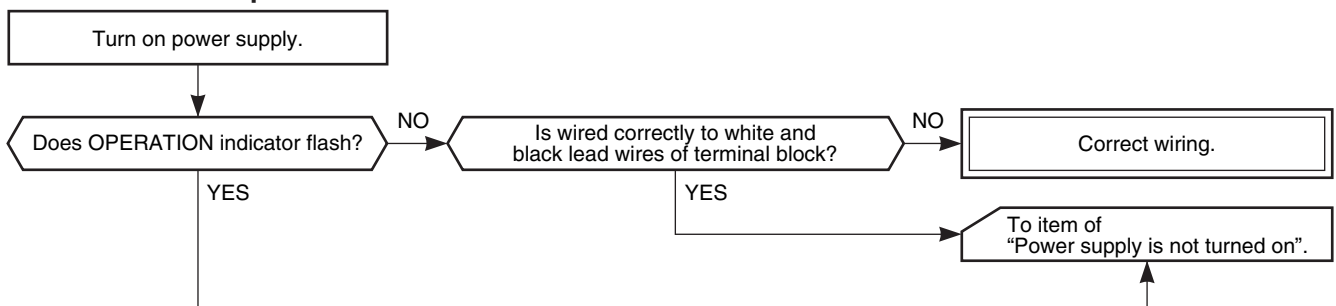 Turn on power supply.
Does OPERATION indicator flash?
NO
Is wired correctly to white and
black lead wires of terminal block?
NO
Correct wiring.
YES
YES
To item of
“Power supply is not turned on”.